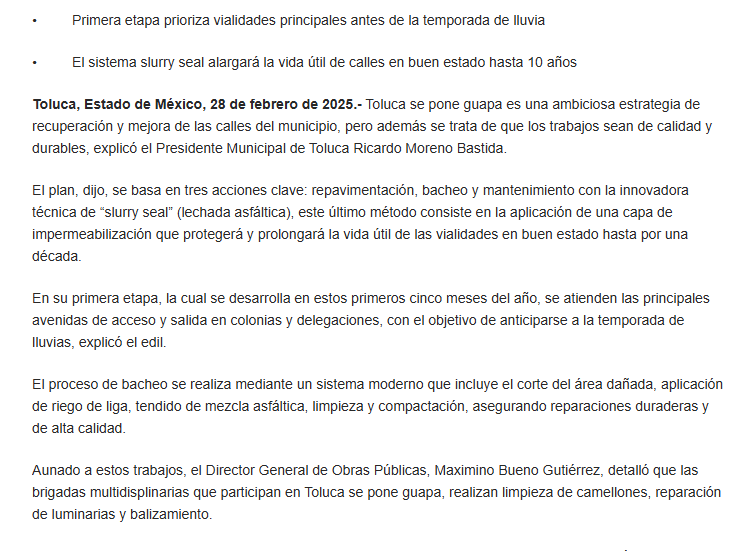 • Primera etapa prioriza vialidades principales antes de la temporada de lluvia
• El sistema slurry seal alargará la vida útil de calles en buen estado hasta 10 años
Toluca, Estado de México, 28 de febrero de 2025.- Toluca se pone guapa es una ambiciosa estrategia de
recuperación y mejora de las calles del municipio, pero además se trata de que los trabajos sean de calidad y
durables, explicó el Presidente Municipal de Toluca Ricardo Moreno Bastida.
El plan, dijo, se basa en tres acciones clave: repavimentación, bacheo y mantenimiento con la innovadora
técnica de “slurry seal” (lechada asfáltica), este último método consiste en la aplicación de una capa de
impermeabilización que protegerá y prolongará la vida útil de las vialidades en buen estado hasta por una
década.
En su primera etapa, la cual se desarrolla en estos primeros cinco meses del año, se atienden las principales
avenidas de acceso y salida en colonias y delegaciones, con el objetivo de anticiparse a la temporada de
lluvias, explicó el edil.
El proceso de bacheo se realiza mediante un sistema moderno que incluye el corte del área dañada, aplicación
de riego de liga, tendido de mezcla asfáltica, limpieza y compactación, asegurando reparaciones duraderas y
de alta calidad.
Aunado a estos trabajos, el Director General de Obras Públicas, Maximino Bueno Gutiérrez, detalló que las
brigadas multidisplinarias que participan en Toluca se pone guapa, realizan limpieza de camellones, reparación
de luminarias y balizamiento.